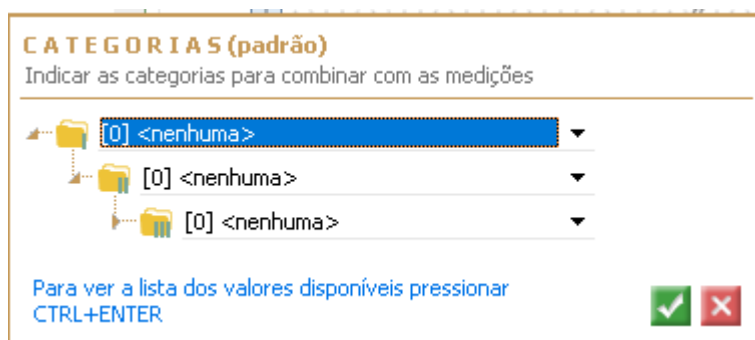 CATEGORIAS (padrão)
Indicar as categorias para combinar com as medições
[0] <nenhuma>
[0] <nenhuma>
[0] <nenhuma>
Para ver a lista dos valores disponíveis pressionar
CTRL+ENTER